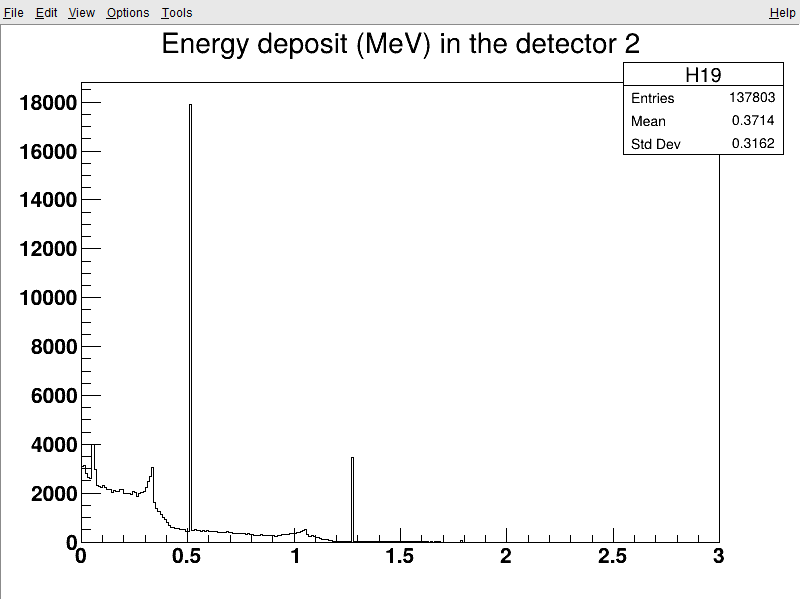 File Edit View Options Tools Help
Energy deposit (MeV) in the detector 2
H19
Entries 137803
Mean 0.3714
Std Dev 0.3162
18000
16000
14000
12000
10000
8000
6000
4000
2000
0
0 0.5 1 1.5 2 2.5 3